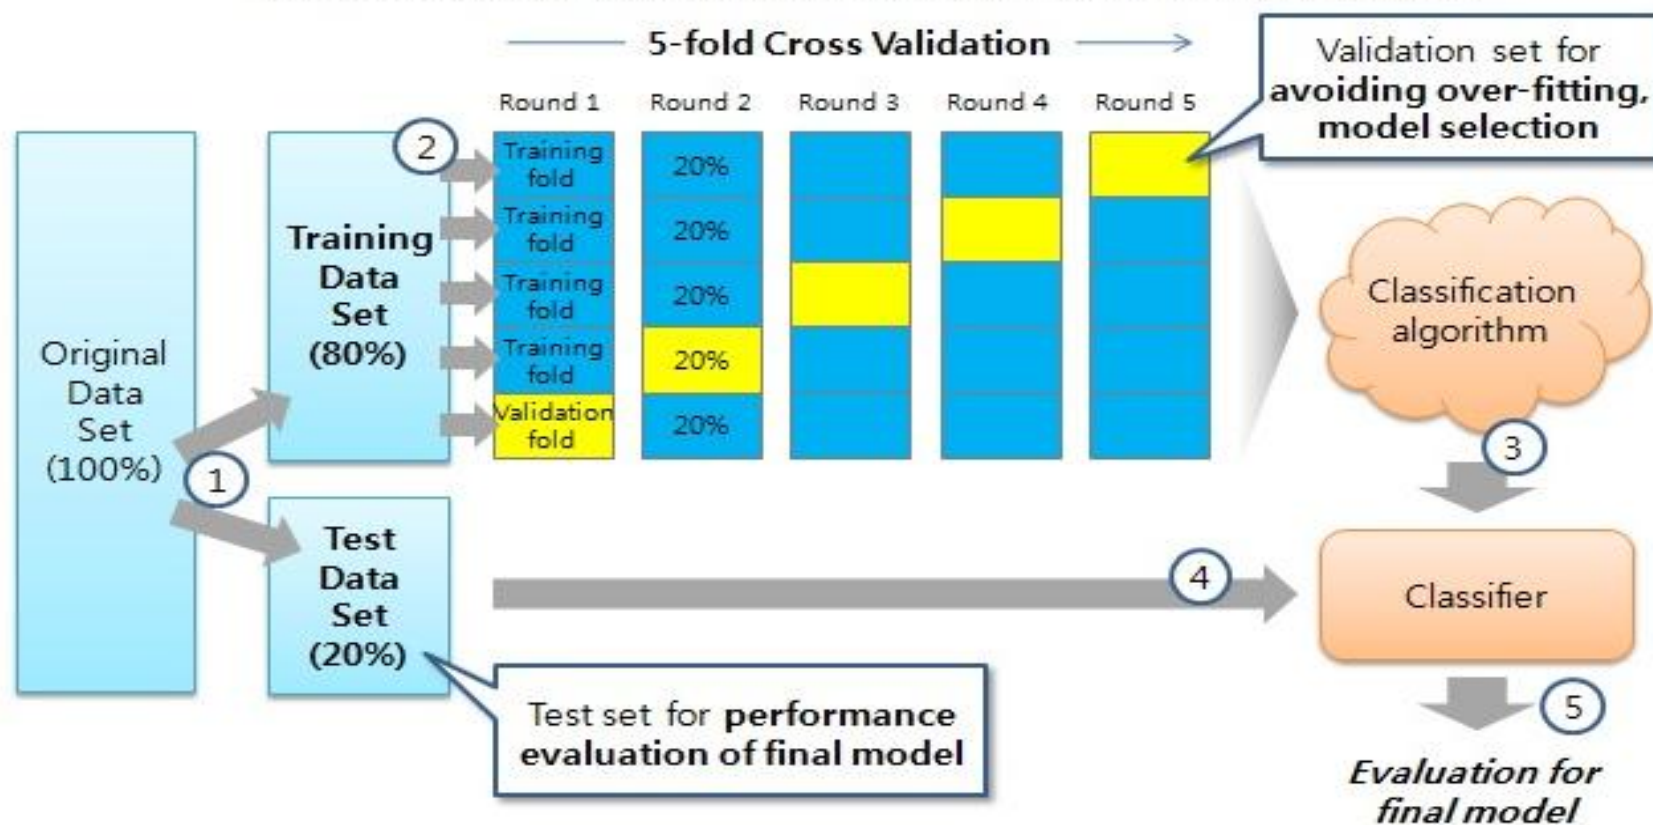 5-fold Cross Validation
Round 1
Round 2
Round 3
Round 4
Round 5
Validation set for
avoiding over-fitting,
model selection
Original
Data
Set
(100%)
1
Training
Data
Set
(80%)
2
Training
fold
Training
fold
Training
fold
Training
fold
Validation
fold
20%
20%
20%
20%
20%
Classification
algorithm
3
Test
Data
Set
(20%)
4
Classifier
Test set for performance
evaluation of final model
5
Evaluation for
final model